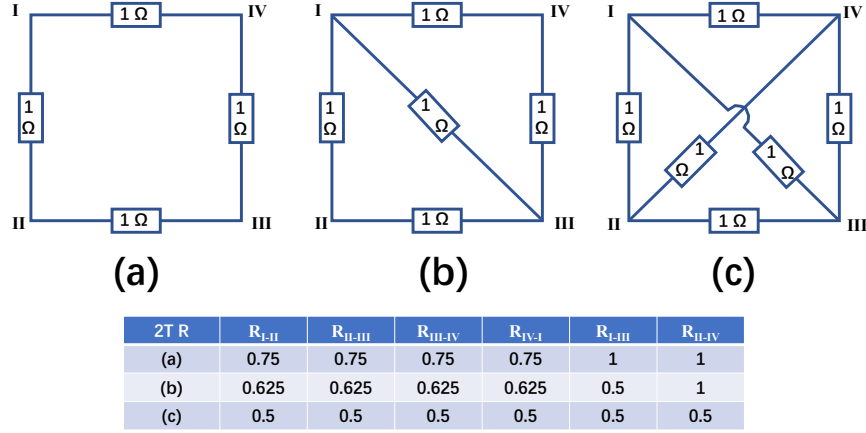 I 1 Ω IV
1 Ω
1 Ω
II 1 Ω III
(a)
I 1 Ω IV
1 Ω
1 Ω
1 Ω
II 1 Ω III
(b)
I 1 Ω IV
1 Ω
1 Ω
1 Ω
1 Ω
II 1 Ω III
(c)
2T R R_I-II R_II-III R_III-IV R_IV-I R_I-III R_II-IV
(a) 0.75 0.75 0.75 0.75 1 1
(b) 0.625 0.625 0.625 0.625 0.5 1
(c) 0.5 0.5 0.5 0.5 0.5 0.5